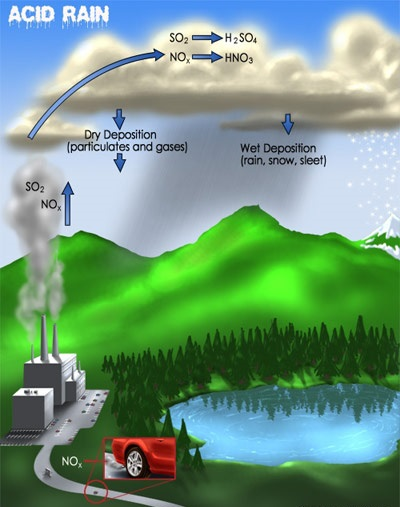 ACID RAIN
SO₂ → H₂SO₄
NOₓ → HNO₃
Dry Deposition
(particulates and gases)
Wet Deposition
(rain, snow, sleet)
SO₂
NOₓ
NOₓ